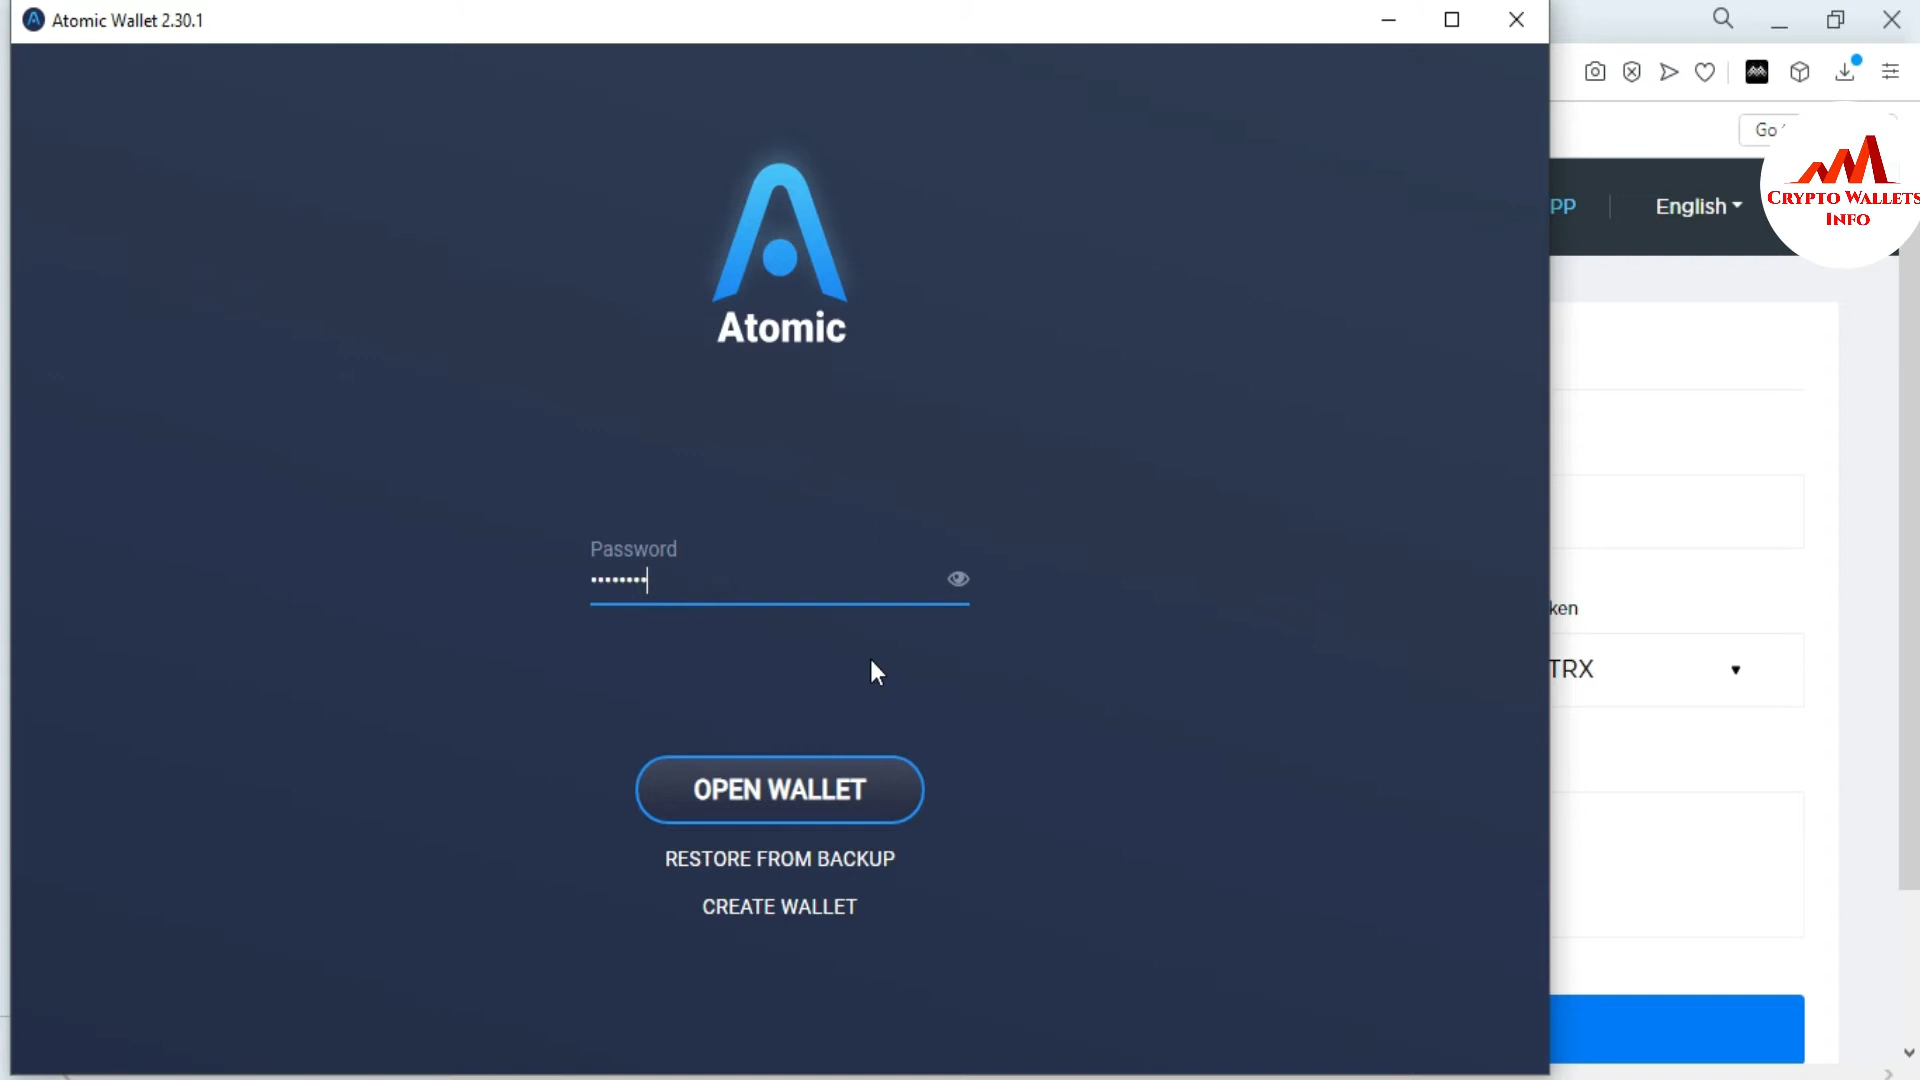 Atomic Wallet 2.30.1
Go
PP
English
CRYPTO WALLETS
INFO
Atomic
Password
ken
TRX
OPEN WALLET
RESTORE FROM BACKUP
CREATE WALLET